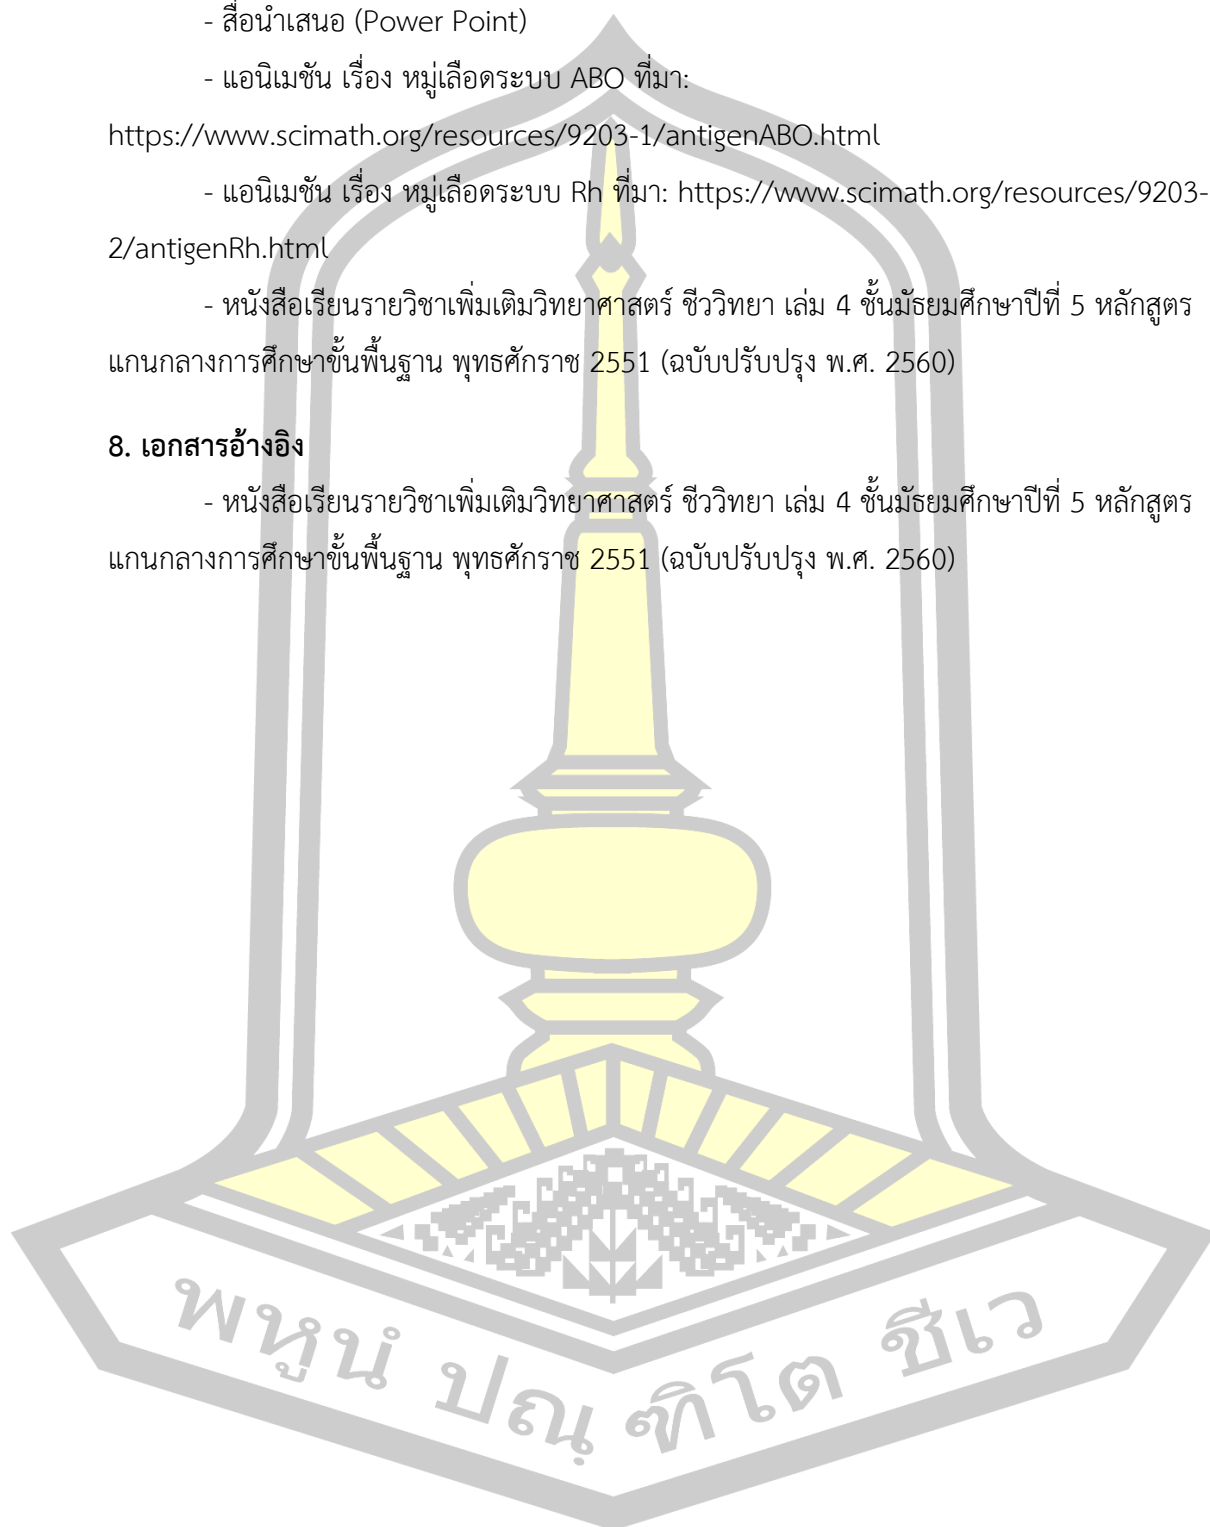 - สื่อนำเสนอ (Power Point)
- แอนิเมชัน เรื่อง หมู่เลือดระบบ ABO ที่มา:
https://www.scimath.org/resources/9203-1/antigenABO.html
- แอนิเมชัน เรื่อง หมู่เลือดระบบ Rh ที่มา: https://www.scimath.org/resources/9203-
2/antigenRh.html
- หนังสือเรียนรายวิชาเพิ่มเติมวิทยาศาสตร์ ชีววิทยา เล่ม 4 ชั้นมัธยมศึกษาปีที่ 5 หลักสูตร
แกนกลางการศึกษาขั้นพื้นฐาน พุทธศักราช 2551 (ฉบับปรับปรุง พ.ศ. 2560)
8. เอกสารอ้างอิง
- หนังสือเรียนรายวิชาเพิ่มเติมวิทยาศาสตร์ ชีววิทยา เล่ม 4 ชั้นมัธยมศึกษาปีที่ 5 หลักสูตร
แกนกลางการศึกษาขั้นพื้นฐาน พุทธศักราช 2551 (ฉบับปรับปรุง พ.ศ. 2560)
พหูนํ ปณฺฑิโต ชีเว